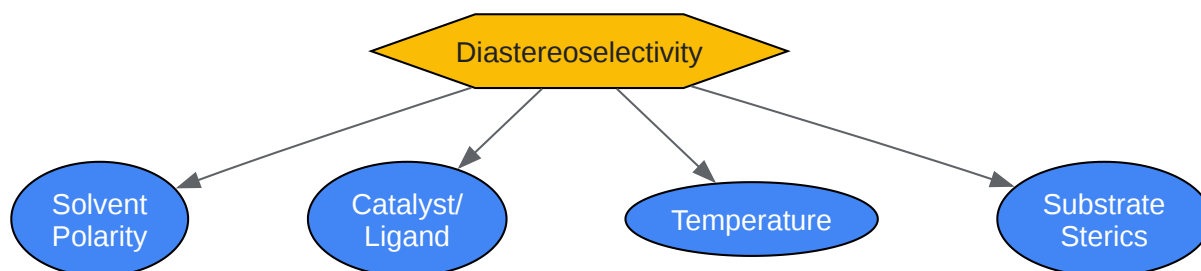 Diastereoselectivity
Solvent
Polarity
Catalyst/
Ligand
Temperature
Substrate
Sterics